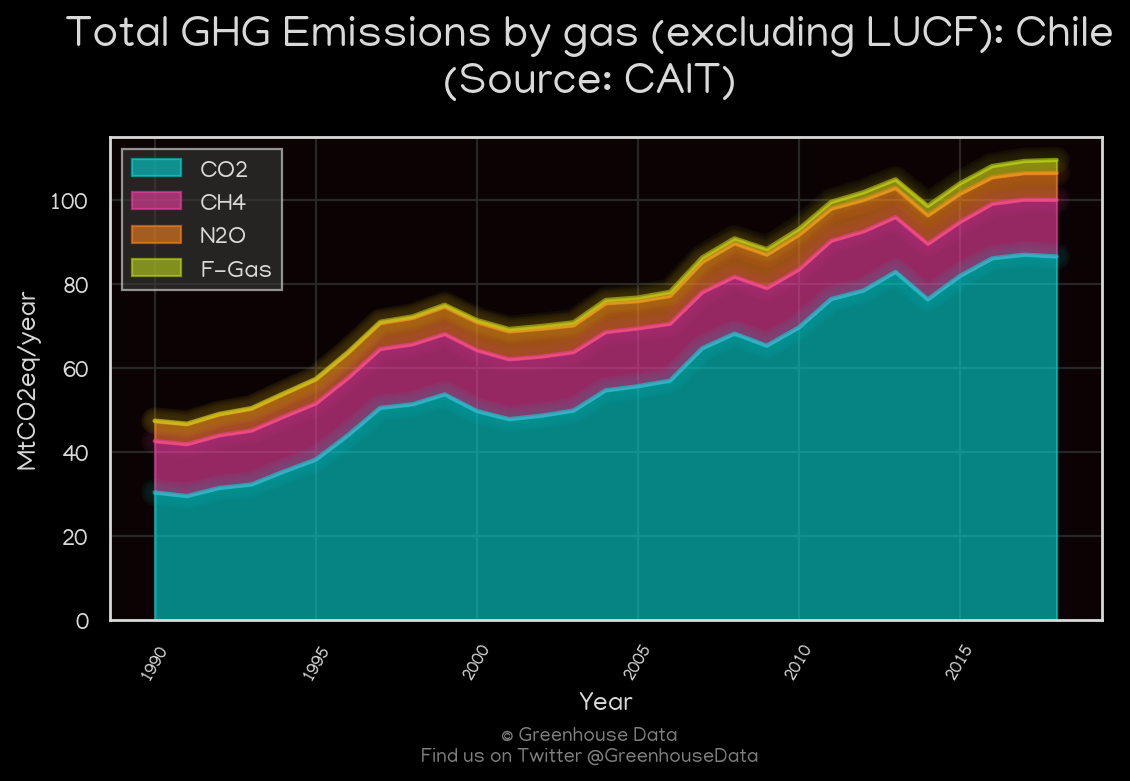 Total GHG Emissions by gas (excluding LUCF): Chile
(Source: CAIT)
CO2
CH4
N2O
F-Gas
MtCO2eq/year
100
80
60
40
20
0
1990
1995
2000
2005
2010
2015
Year
© Greenhouse Data
Find us on Twitter @GreenhouseData